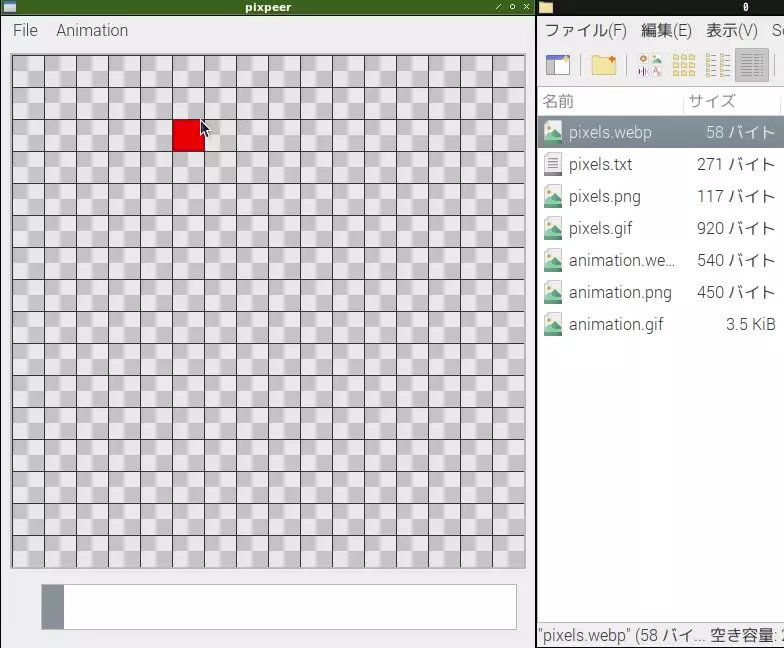 pixpeer
File Animation
0
ファイル(F) 編集(E) 表示(V)
名前 サイズ
pixels.webp 58 バイト
pixels.txt 271 バイト
pixels.png 117 バイト
pixels.gif 920 バイト
animation.we... 540 バイト
animation.png 450 バイト
animation.gif 3.5 KiB
"pixels.webp" (58 バイ... 空き容量: